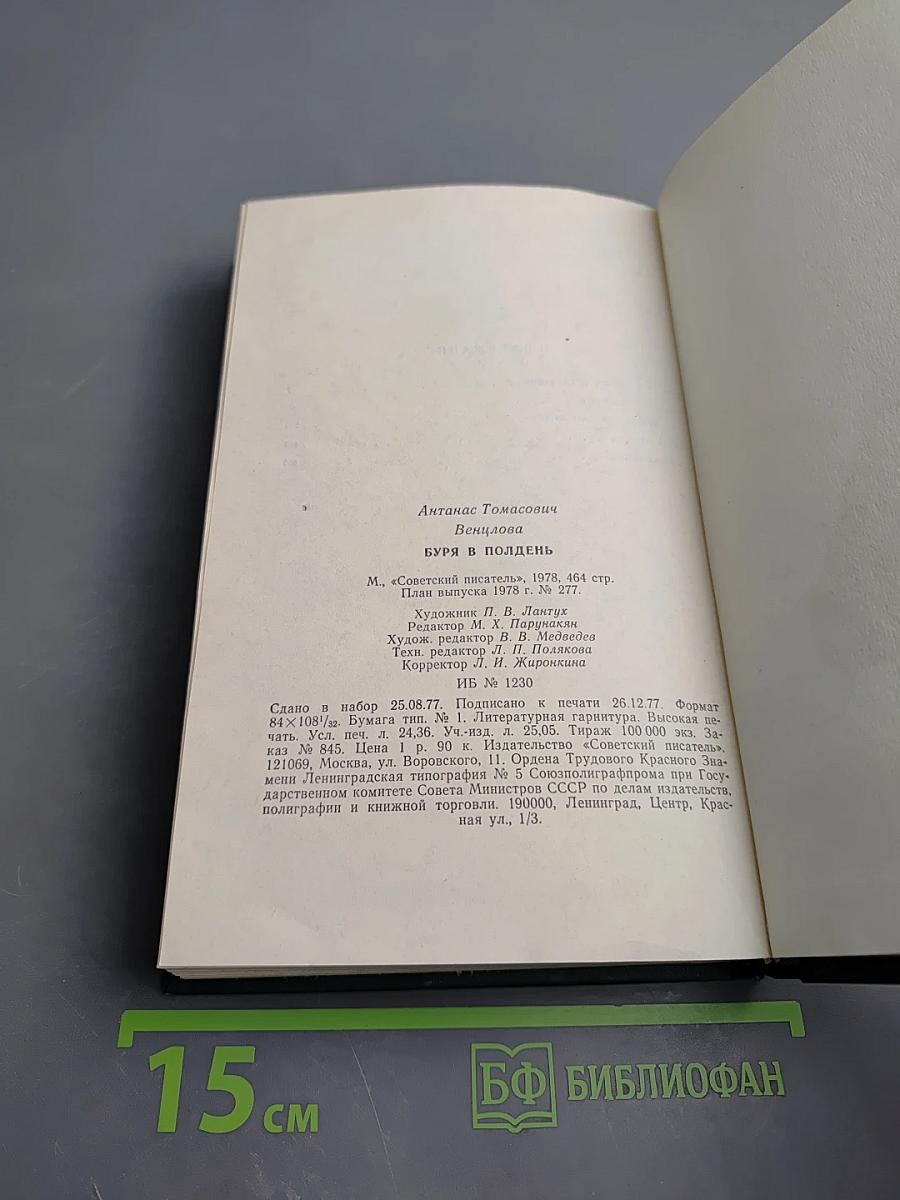 Антанас Томасович
Венцлова
БУРЯ В ПОЛДЕНЬ
М., «Советский писатель», 1978, 464 стр.
План выпуска 1978 г. № 277.
Художник П. В. Лантух
Редактор М. Х. Парунакян
Худож. редактор В. В. Медведев
Техн. редактор Л. П. Полякова
Корректор Л. И. Жиронкина
ИБ № 1230
Сдано в набор 25.08.77. Подписано к печати 26.12.77. Формат
84×108¹/₃₂. Бумага тип. № 1. Литературная гарнитура. Высокая пе-
чать. Усл. печ. л. 24,36. Уч.-изд. л. 25,05. Тираж 100 000 экз. За-
каз № 845. Цена 1 р. 90 к. Издательство «Советский писатель».
121069, Москва, ул. Воровского, 11. Ордена Трудового Красного Зна-
мени Ленинградская типография № 5 Союзполиграфпрома при Госу-
дарственном комитете Совета Министров СССР по делам издательств,
полиграфии и книжной торговли. 190000, Ленинград, Центр, Крас-
ная ул., 1/3.
15 см
БФ БИБЛИОФАН